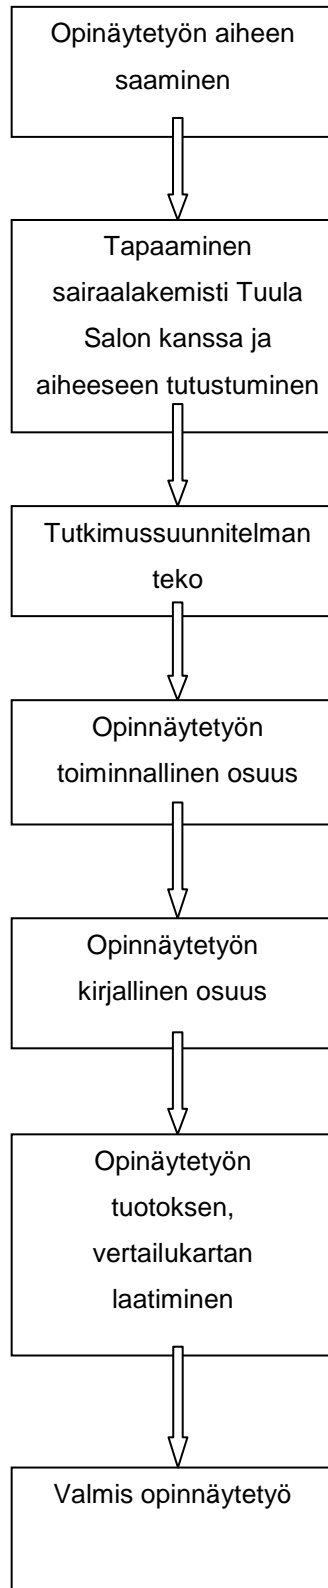 Opinäytetyön aiheen
saaminen
Tapaaminen
sairaalakemisti Tuula
Salon kanssa ja
aiheeseen tutustuminen
Tutkimussuunnitelman
teko
Opinnäytetyön
toiminnallinen osuus
Opinnäytetyön
kirjallinen osuus
Opinäytetyön
tuotoksen,
vertailukartan
laatiminen
Valmis opinnäytetyö